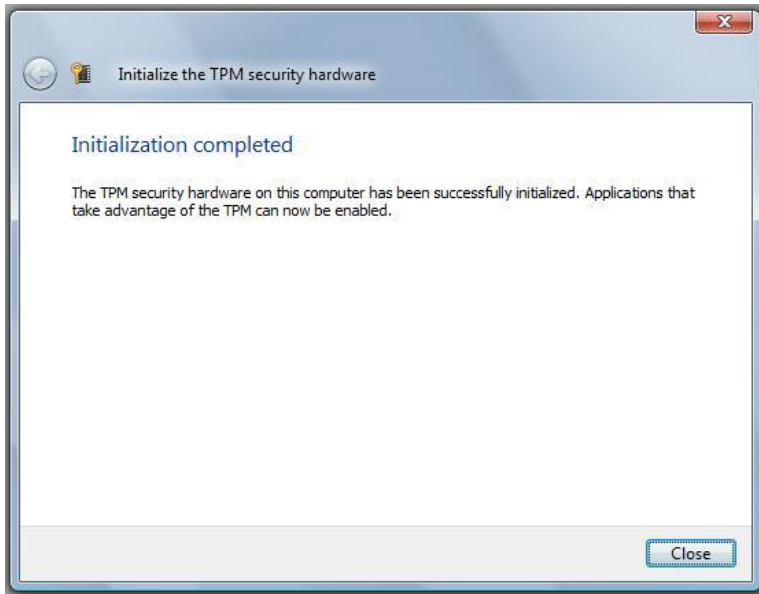 Initialize the TPM security hardware
Initialization completed
The TPM security hardware on this computer has been successfully initialized. Applications that
take advantage of the TPM can now be enabled.
Close